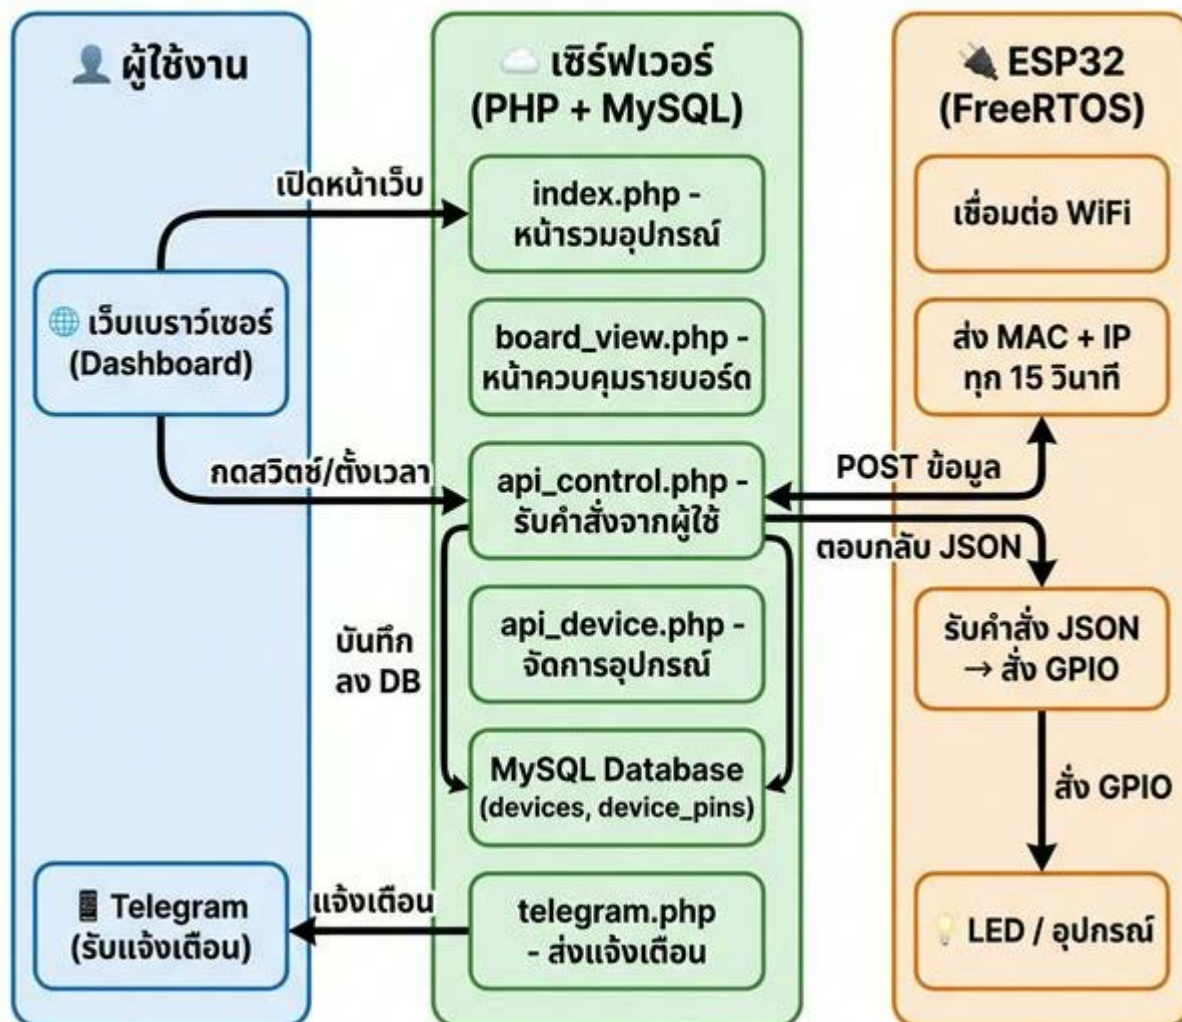 👤 ผู้ใช้งาน
🌐 เว็บเบราว์เซอร์
(Dashboard)
📱 Telegram
(รับแจ้งเตือน)
เปิดหน้าเว็บ
กดสวิตช์/ตั้งเวลา
บันทึก
ลง DB
แจ้งเตือน
☁️ เซิร์ฟเวอร์
(PHP + MySQL)
index.php -
หน้ารวมอุปกรณ์
board_view.php -
หน้าควบคุมรายบอร์ด
api_control.php -
รับคำสั่งจากผู้ใช้
api_device.php -
จัดการอุปกรณ์
MySQL Database
(devices, device_pins)
telegram.php
- ส่งแจ้งเตือน
POST ข้อมูล
ตอบกลับ JSON
🔌 ESP32
(FreeRTOS)
เชื่อมต่อ WiFi
ส่ง MAC + IP
ทุก 15 วินาที
รับคำสั่ง JSON
→ สั่ง GPIO
สั่ง GPIO
💡 LED / อุปกรณ์